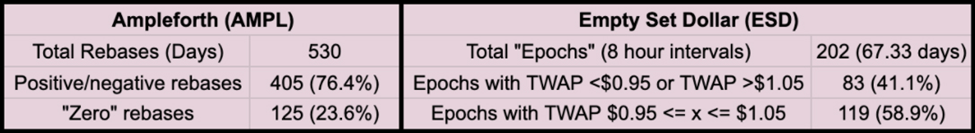 Ampleforth (AMPL) Empty Set Dollar (ESD)
Total Rebases (Days) 530 Total "Epochs" (8 hour intervals) 202 (67.33 days)
Positive/negative rebases 405 (76.4%) Epochs with TWAP <$0.95 or TWAP >$1.05 83 (41.1%)
"Zero" rebases 125 (23.6%) Epochs with TWAP $0.95 <= x <= $1.05 119 (58.9%)